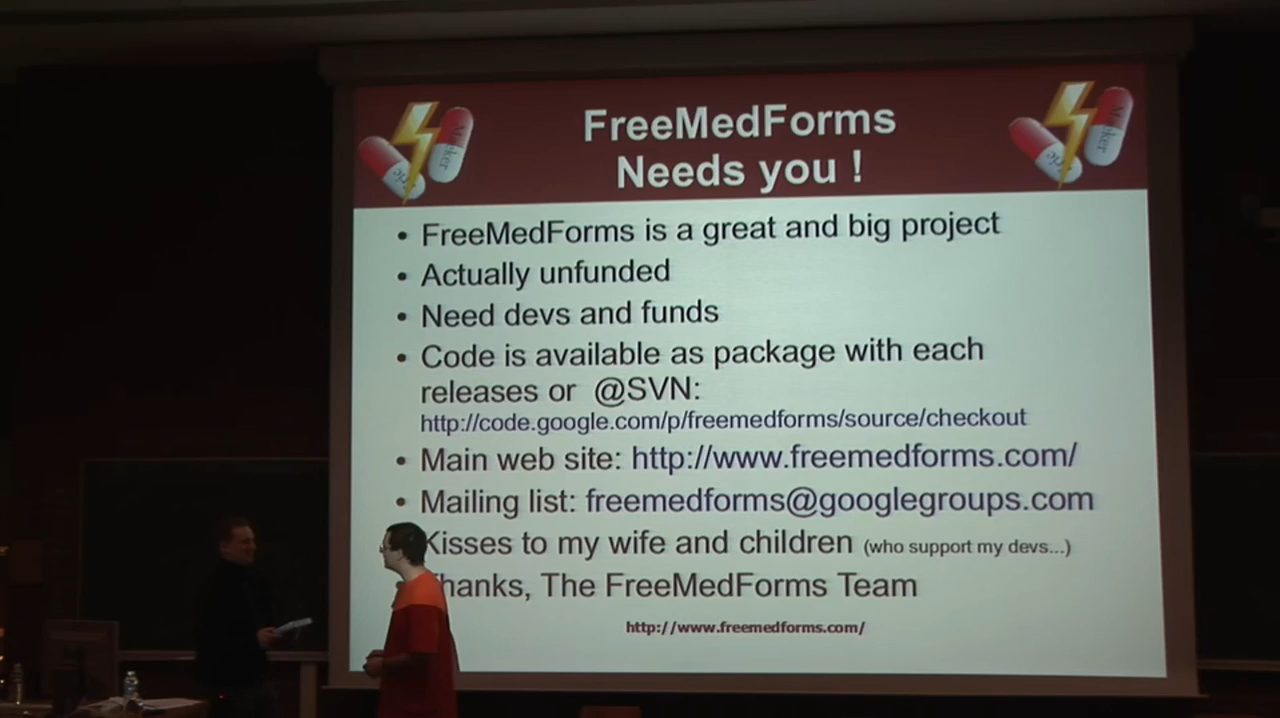 FreeMedForms
Needs you !
• FreeMedForms is a great and big project
• Actually unfunded
• Need devs and funds
• Code is available as package with each
releases or @SVN:
http://code.google.com/p/freemedforms/source/checkout
• Main web site: http://www.freemedforms.com/
• Mailing list: freemedforms@googlegroups.com
Kisses to my wife and children (who support my devs...)
Thanks, The FreeMedForms Team
http://www.freemedforms.com/